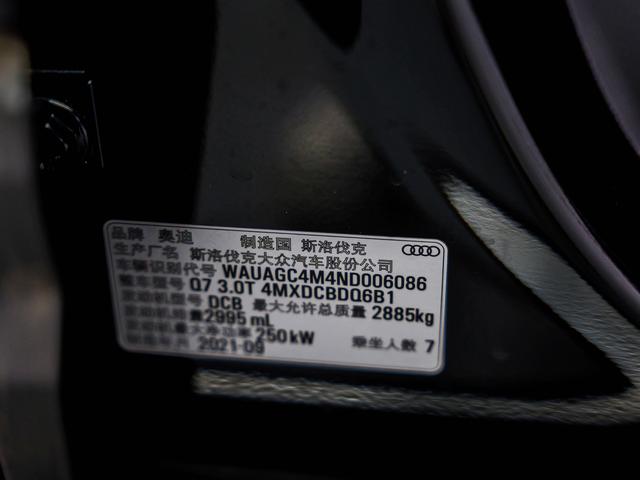 品牌 奥迪 制造国 斯洛伐克
生产厂名 斯洛伐克大众汽车股份公司
车辆识别代号 WAUAGC4M4ND006086
整车型号 Q7 3.0T 4MXDCBDQ6B1
发动机型号 DCB 最大允许总质量 2885kg
发动机排量 2995 mL
发动机最大净功率 250kW 乘坐人数 7
制造年月 2021-09